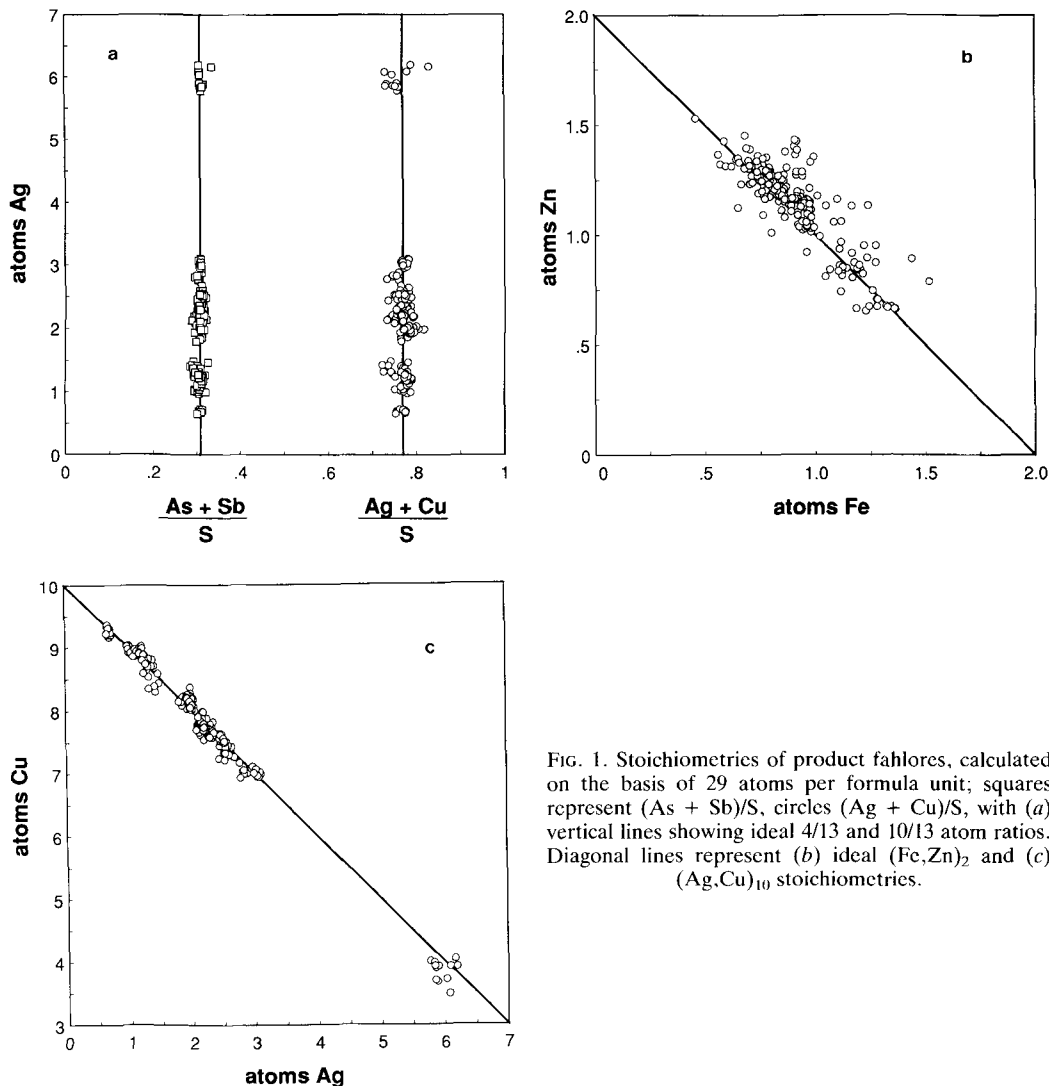 7
6
5
4
3
2
1
0
atoms Ag
a
0 .2 .4 .6 .8 1
As + Sb
S
Ag + Cu
S
2.0
1.5
1.0
.5
0
atoms Zn
b
0 .5 1.0 1.5 2.0
atoms Fe
10
9
8
7
6
5
4
3
atoms Cu
c
0 1 2 3 4 5 6 7
atoms Ag
FIG. 1. Stoichiometries of product fahlores, calculated
on the basis of 29 atoms per formula unit; squares
represent (As + Sb)/S, circles (Ag + Cu)/S, with (a)
vertical lines showing ideal 4/13 and 10/13 atom ratios.
Diagonal lines represent (b) ideal (Fe,Zn)2 and (c)
(Ag,Cu)10 stoichiometries.